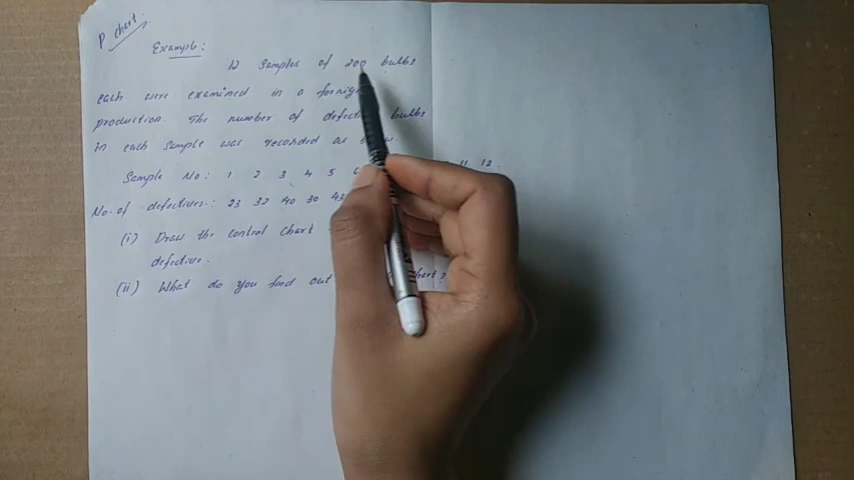 P chart
Example:
12 Samples of 200 bulbs
each were examined in a
production. The number of bulbs
in each sample was recorded as
Sample No: 1 2 3 4 5 11 12
No. of defectives: 23 32 40 30
(i) Draw the control chart
defective.
(ii) What do you find out